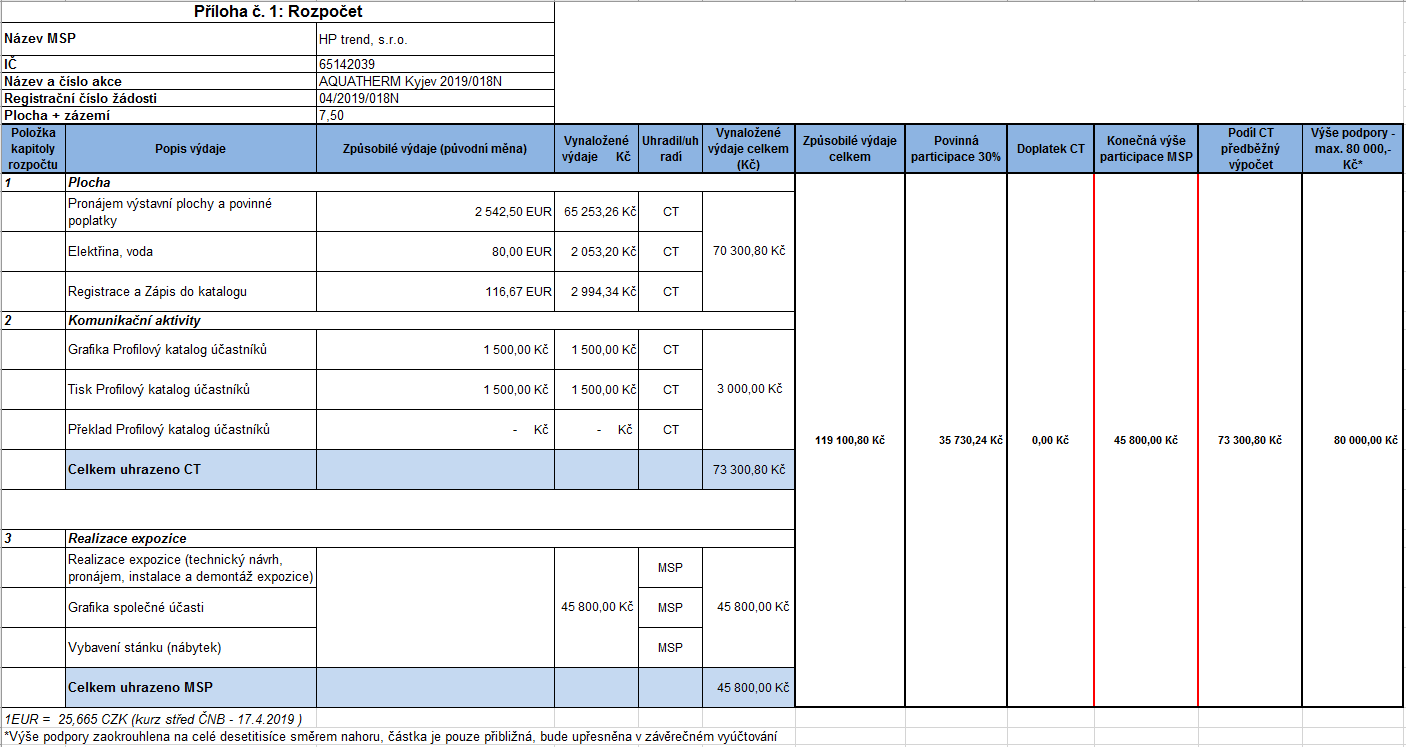 Příloha č. 1: Rozpočet
Název MSP HP trend, s.r.o.
IČ 65142039
Název a číslo akce AQUATHERM Kyjev 2019/018N
Registrační číslo žádosti 04/2019/018N
Plocha + zázemí 7,50
Položka kapitoly rozpočtu Popis výdaje Způsobilé výdaje (původní měna) Vynaložené výdaje Kč Uhradil/uhradí Vynaložené výdaje celkem (Kč) Způsobilé výdaje celkem Povinná participace 30% Doplatek CT Konečná výše participace MSP Podíl CT předběžný výpočet Výše podpory - max. 80 000,- Kč*
1 Plocha
Pronájem výstavní plochy a povinné poplatky 2 542,50 EUR 65 253,26 Kč CT
Elektřina, voda 80,00 EUR 2 053,20 Kč CT 70 300,80 Kč
Registrace a Zápis do katalogu 116,67 EUR 2 994,34 Kč CT
2 Komunikační aktivity
Grafika Profilový katalog účastníků 1 500,00 Kč 1 500,00 Kč CT
Tisk Profilový katalog účastníků 1 500,00 Kč 1 500,00 Kč CT 3 000,00 Kč
Překlad Profilový katalog účastníků - Kč - Kč CT
119 100,80 Kč 35 730,24 Kč 0,00 Kč 45 800,00 Kč 73 300,80 Kč 80 000,00 Kč
Celkem uhrazeno CT 73 300,80 Kč
3 Realizace expozice
Realizace expozice (technický návrh, pronájem, instalace a demontáž expozice) MSP
Grafika společné účasti 45 800,00 Kč MSP 45 800,00 Kč
Vybavení stánku (nábytek) MSP
Celkem uhrazeno MSP 45 800,00 Kč
1EUR = 25,665 CZK (kurz střed ČNB - 17.4.2019 )
*Výše podpory zaokrouhlena na celé desetitisíce směrem nahoru, částka je pouze přibližná, bude upřesněna v závěrečném vyúčtování